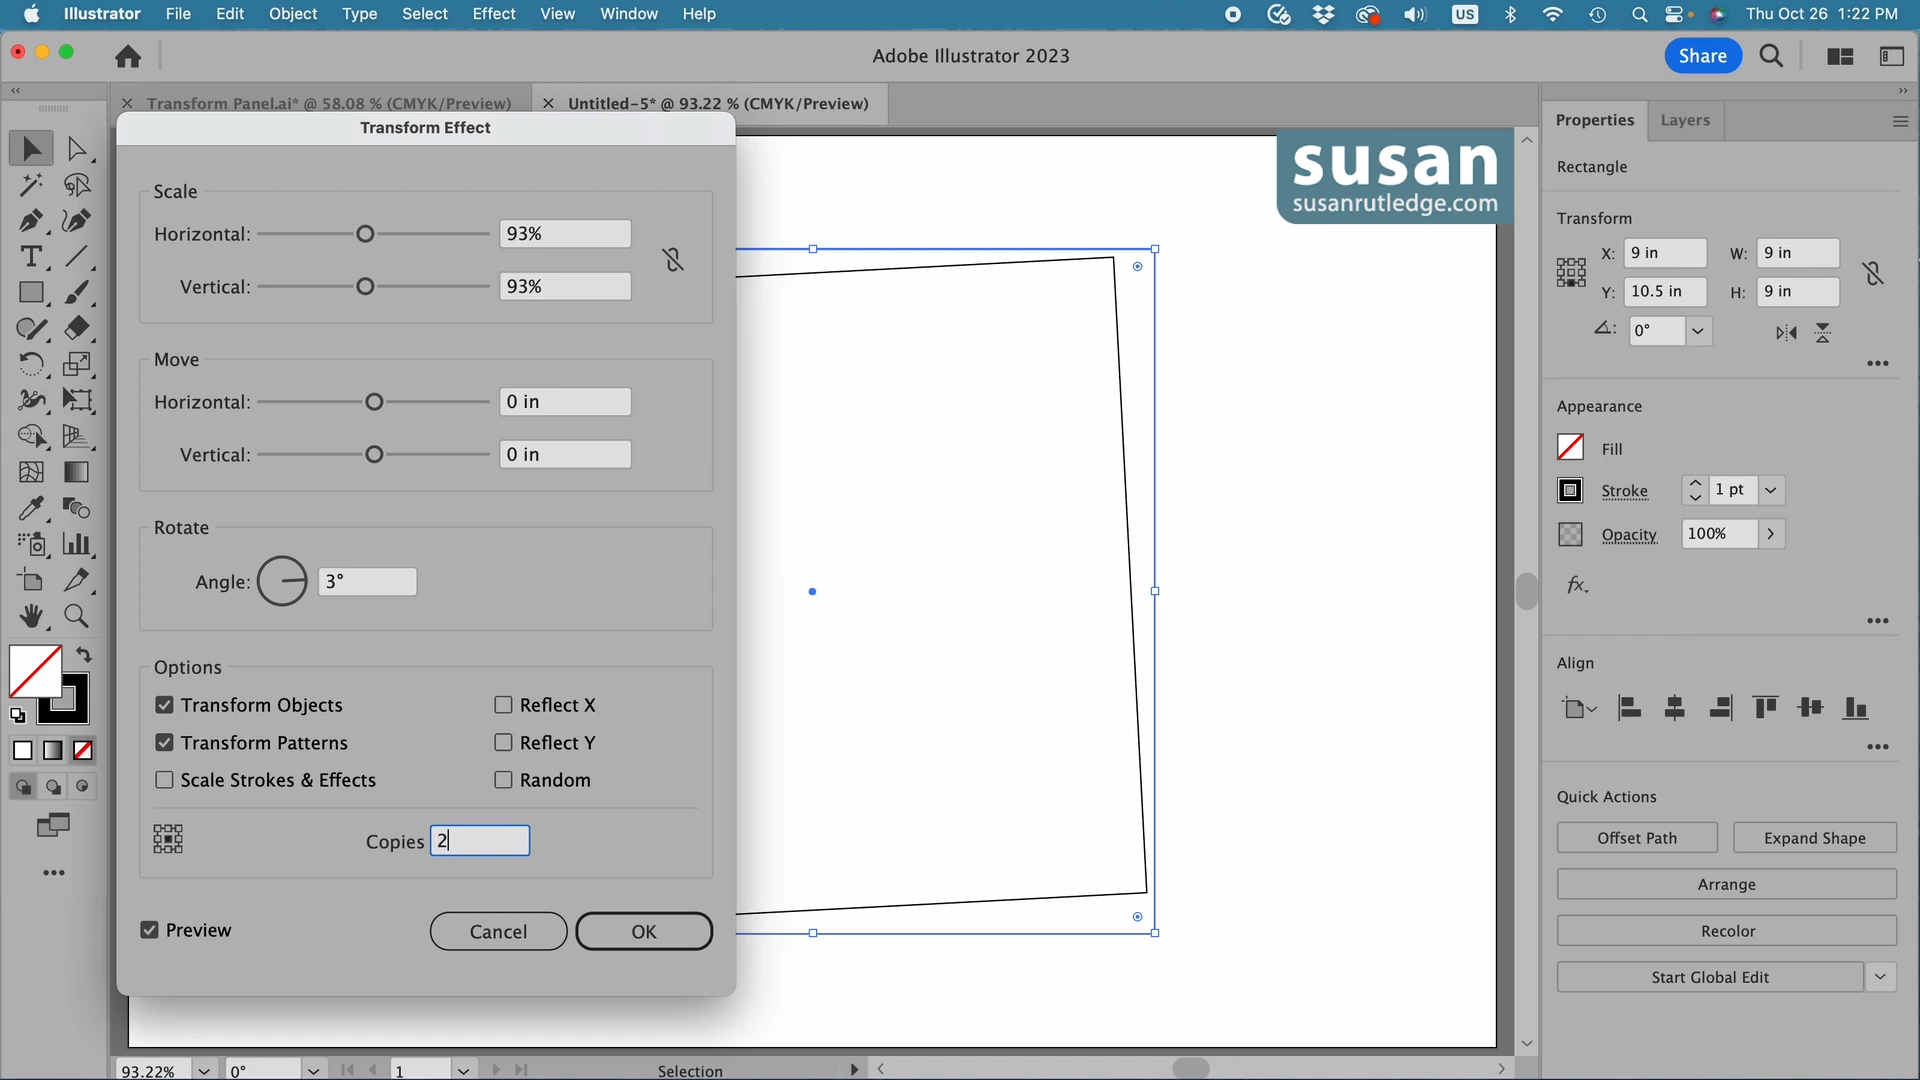 Illustrator File Edit Object Type Select Effect View Window Help US Thu Oct 26 1:22 PM
Adobe Illustrator 2023 Share
Transform Panel.ai* @ 58.08 % (CMYK/Preview) Untitled-5* @ 93.22 % (CMYK/Preview)
Transform Effect
Scale
Horizontal: 93%
Vertical: 93%
Move
Horizontal: 0 in
Vertical: 0 in
Rotate
Angle: 3°
Options
Transform Objects Reflect X
Transform Patterns Reflect Y
Scale Strokes & Effects Random
Copies 2
Preview Cancel OK
susan
susanrutledge.com
Properties Layers
Rectangle
Transform
X: 9 in W: 9 in
Y: 10.5 in H: 9 in
0°
Appearance
Fill
Stroke 1 pt
Opacity 100%
fx.
Align
Quick Actions
Offset Path Expand Shape
Arrange
Recolor
Start Global Edit
93.22% 0° 1 Selection